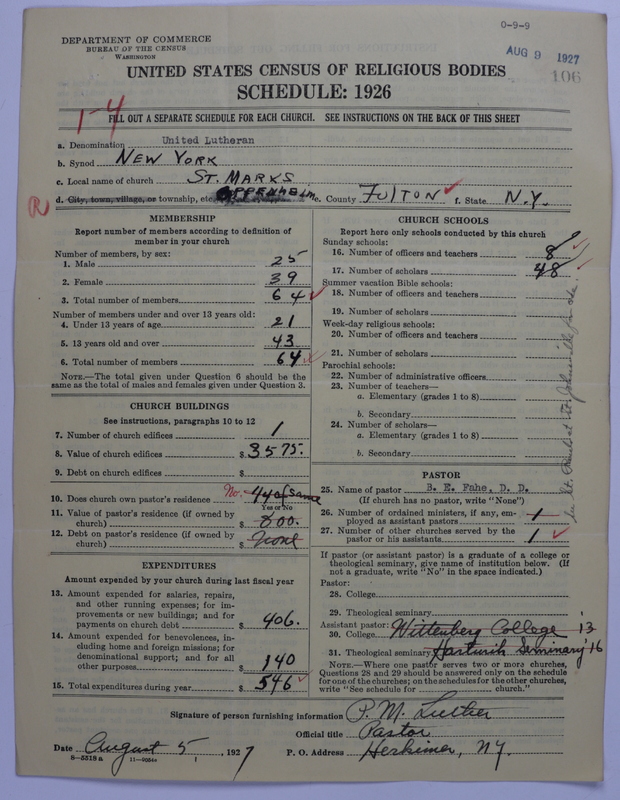 0-9-9
DEPARTMENT OF COMMERCE
BUREAU OF THE CENSUS
WASHINGTON
AUG 9 1927
106
UNITED STATES CENSUS OF RELIGIOUS BODIES
SCHEDULE: 1926
1-4
FILL OUT A SEPARATE SCHEDULE FOR EACH CHURCH. SEE INSTRUCTIONS ON THE BACK OF THIS SHEET
a. Denomination United Lutheran
b. Synod NEW YORK
c. Local name of church ST. MARKS
R
d. City, town, village, or township, etc. OPPENHEIM e. County FULTON f. State N.Y.
MEMBERSHIP
Report number of members according to definition of
member in your church
Number of members, by sex:
1. Male 25
2. Female 39
3. Total number of members 64
Number of members under and over 13 years old:
4. Under 13 years of age 21
5. 13 years old and over 43
6. Total number of members 64
NOTE.—The total given under Question 6 should be the
same as the total of males and females given under Question 3.
CHURCH BUILDINGS
See instructions, paragraphs 10 to 12
7. Number of church edifices 1
8. Value of church edifices $ 3575.
9. Debt on church edifices $
10. Does church own pastor's residence No. 44 of same
Yes or No
11. Value of pastor's residence (if owned by
church) $ 800.
12. Debt on pastor's residence (if owned by
church) $ None
EXPENDITURES
Amount expended by your church during last fiscal year
13. Amount expended for salaries, repairs,
and other running expenses; for im-
provements or new buildings; and for
payments on church debt $ 406.
14. Amount expended for benevolences, in-
cluding home and foreign missions; for
denominational support; and for all
other purposes $ 140
15. Total expenditures during year $ 546
CHURCH SCHOOLS
Report here only schools conducted by this church
Sunday schools:
16. Number of officers and teachers 8
17. Number of scholars 48
Summer vacation Bible schools:
18. Number of officers and teachers
19. Number of scholars
Week-day religious schools:
20. Number of officers and teachers
21. Number of scholars
Parochial schools:
22. Number of administrative officers
23. Number of teachers—
a. Elementary (grades 1 to 8)
b. Secondary
24. Number of scholars—
a. Elementary (grades 1 to 8)
b. Secondary
PASTOR
25. Name of pastor B. E. Fahe, D. D.
(If church has no pastor, write "None")
26. Number of ordained ministers, if any, em-
ployed as assistant pastors 1
27. Number of other churches served by the
pastor or his assistants 1
If pastor (or assistant pastor) is a graduate of a college or
theological seminary, give name of institution below. (If
not a graduate, write "No" in the space indicated.)
Pastor:
28. College
29. Theological seminary
Assistant pastor:
30. College Wittenberg College '13
31. Theological seminary Hartwick Seminary '16
NOTE.—Where one pastor serves two or more churches,
Questions 28 and 29 should be answered only on the schedule
for one of the churches; on the schedules for the other churches,
write "See schedule for church."
Signature of person furnishing information P. M. Luther
Official title Pastor
Date August 5, 1927 P. O. Address Herkimer, N.Y.
8-5518 a 11-9054a